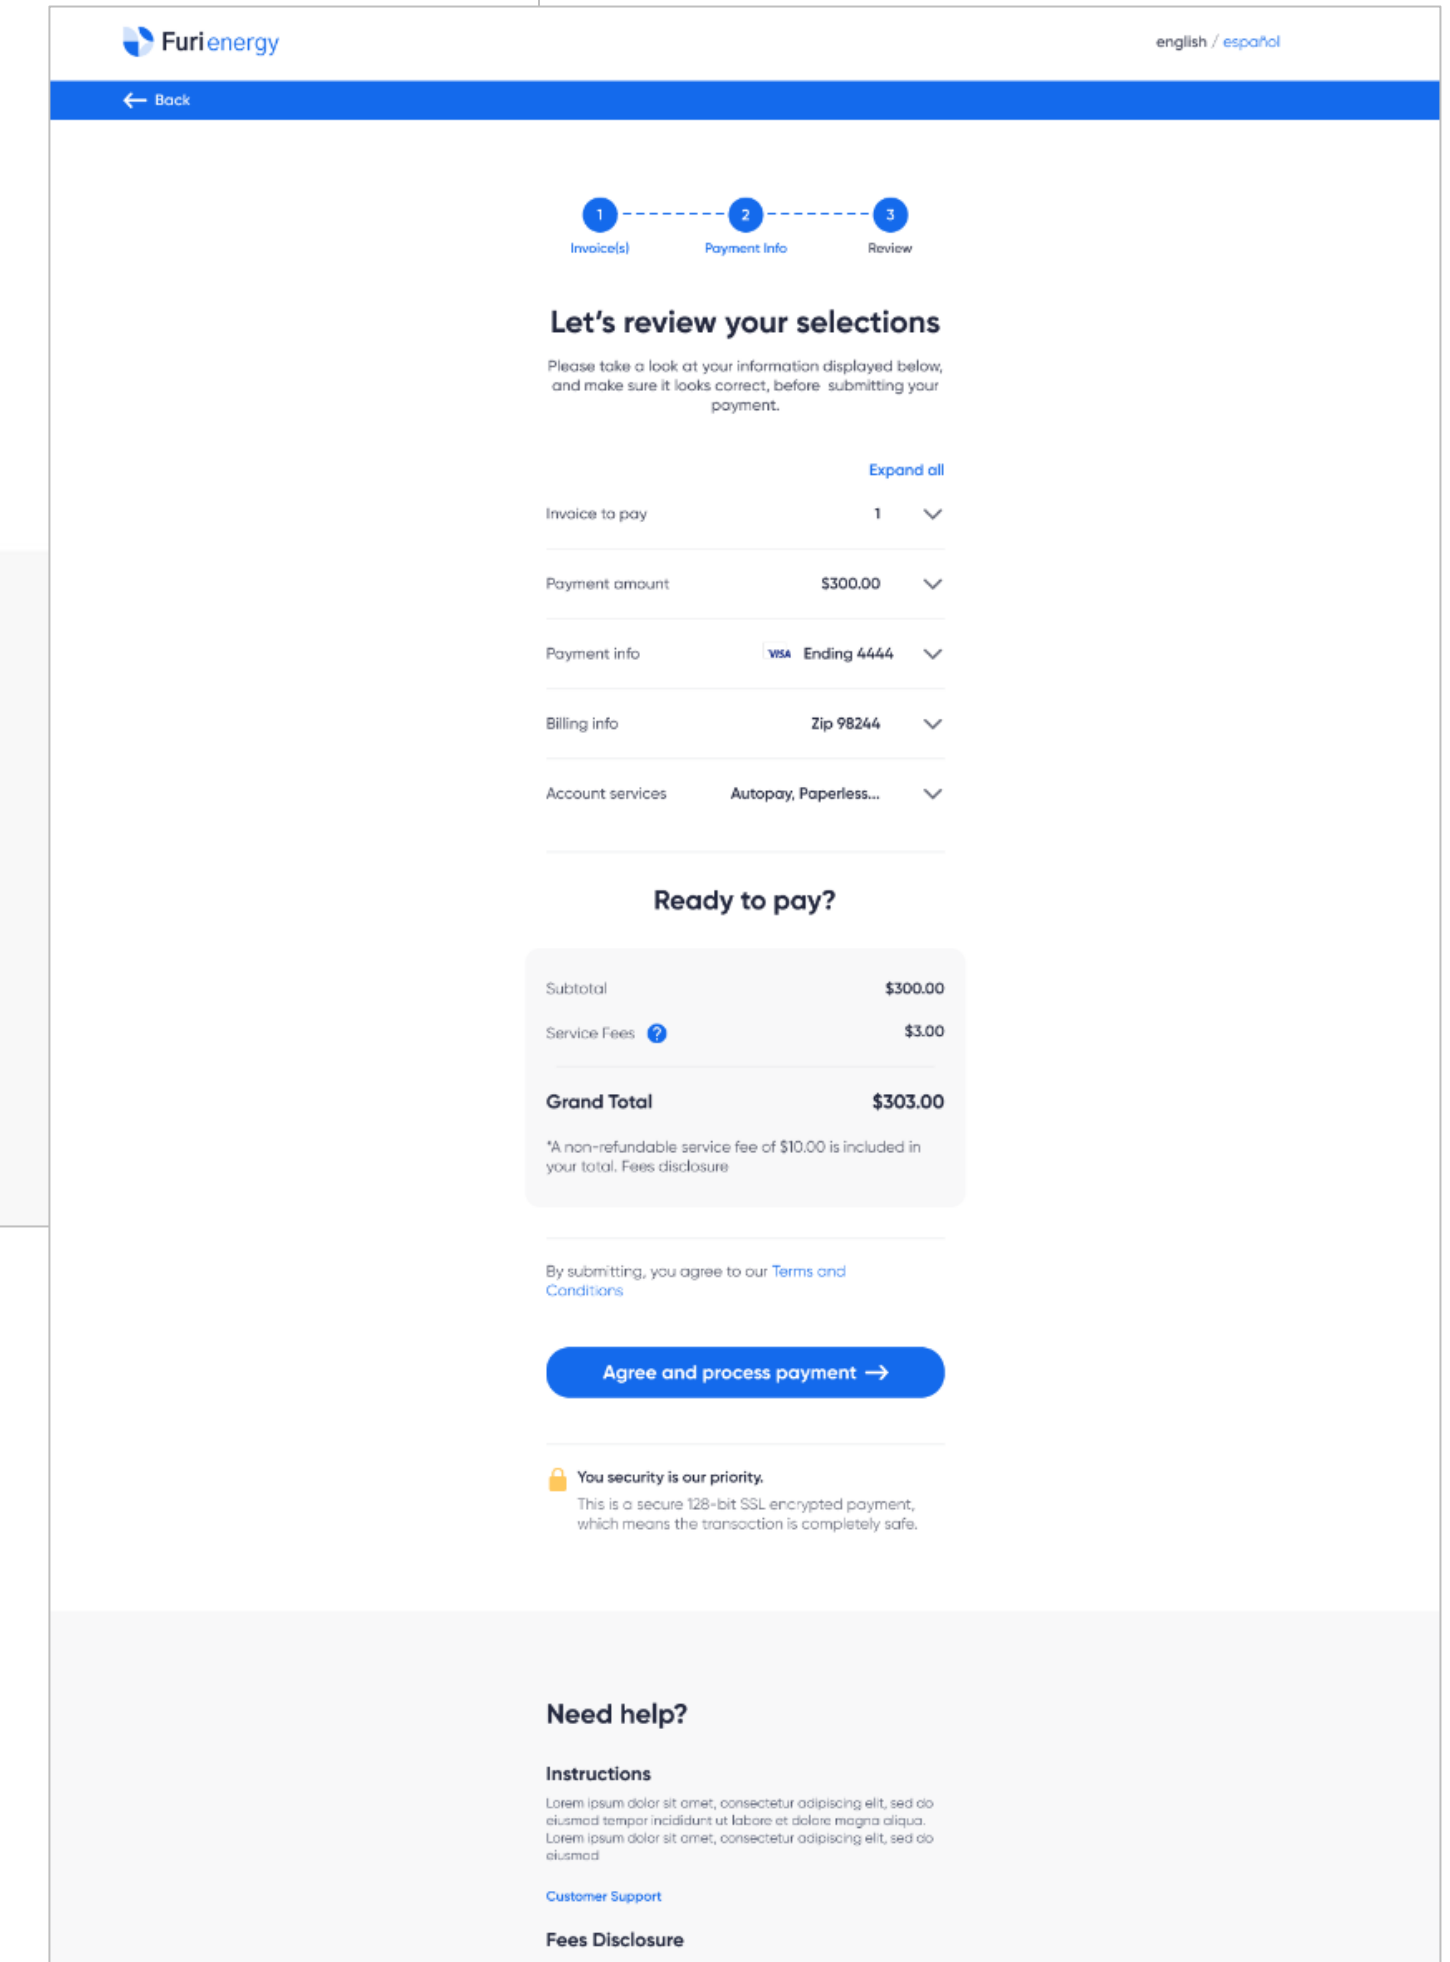 Furi energy
english / español
← Back
1 2 3
Invoice(s) Payment Info Review
Let's review your selections
Please take a look at your information displayed below,
and make sure it looks correct, before submitting your
payment.
Expand all
Invoice to pay 1
Payment amount $300.00
Payment info VISA Ending 4444
Billing info Zip 98244
Account services Autopay, Paperless...
Ready to pay?
Subtotal $300.00
Service Fees ? $3.00
Grand Total $303.00
*A non-refundable service fee of $10.00 is included in
your total. Fees disclosure
By submitting, you agree to our Terms and
Conditions
Agree and process payment →
You security is our priority.
This is a secure 128-bit SSL encrypted payment,
which means the transaction is completely safe.
Need help?
Instructions
Lorem ipsum dolor sit amet, consectetur adipiscing elit, sed do
eiusmod tempor incididunt ut labore et dolore magna aliqua.
Lorem ipsum dolor sit amet, consectetur adipiscing elit, sed do
eiusmod
Customer Support
Fees Disclosure